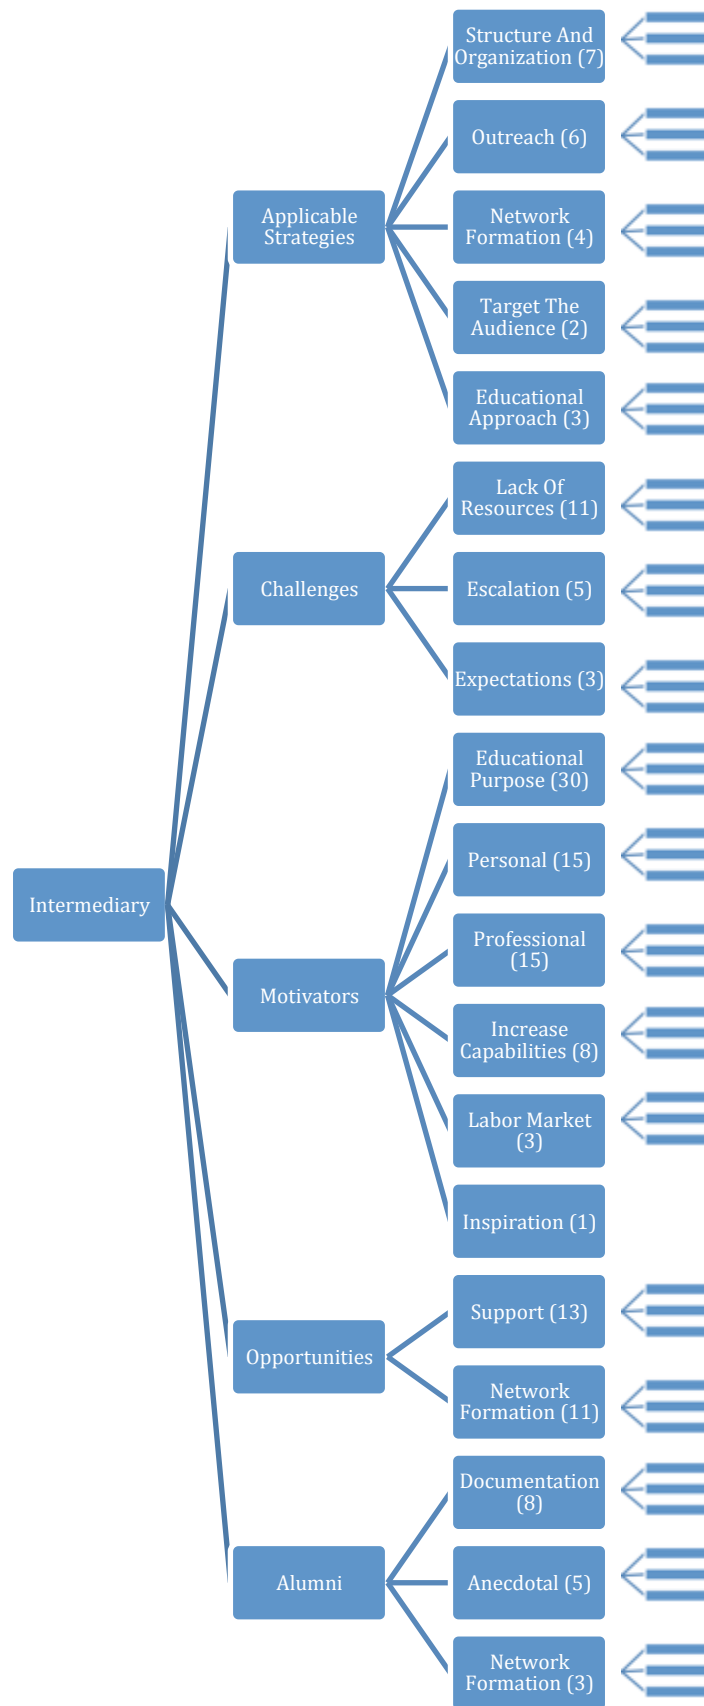 Structure And
Organization (7)
Outreach (6)
Applicable
Strategies
Network
Formation (4)
Target The
Audience (2)
Educational
Approach (3)
Lack Of
Resources (11)
Challenges
Escalation (5)
Expectations (3)
Educational
Purpose (30)
Personal (15)
Intermediary
Professional
(15)
Motivators
Increase
Capabilities (8)
Labor Market
(3)
Inspiration (1)
Support (13)
Opportunities
Network
Formation (11)
Documentation
(8)
Alumni
Anecdotal (5)
Network
Formation (3)